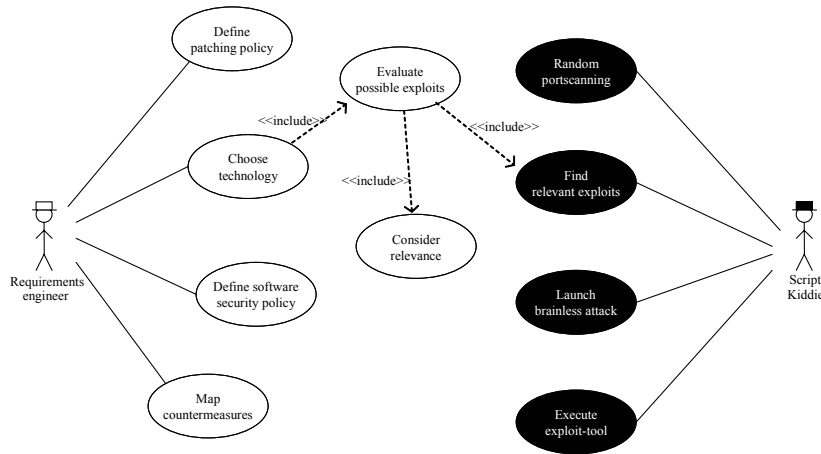 Define
patching policy
Evaluate
possible exploits
Random
portscanning
<<include>>
<<include>>
Choose
technology
<<include>>
Find
relevant exploits
Consider
relevance
Requirements
engineer
Script
Kiddie
Define software
security policy
Launch
brainless attack
Map
countermeasures
Execute
exploit-tool